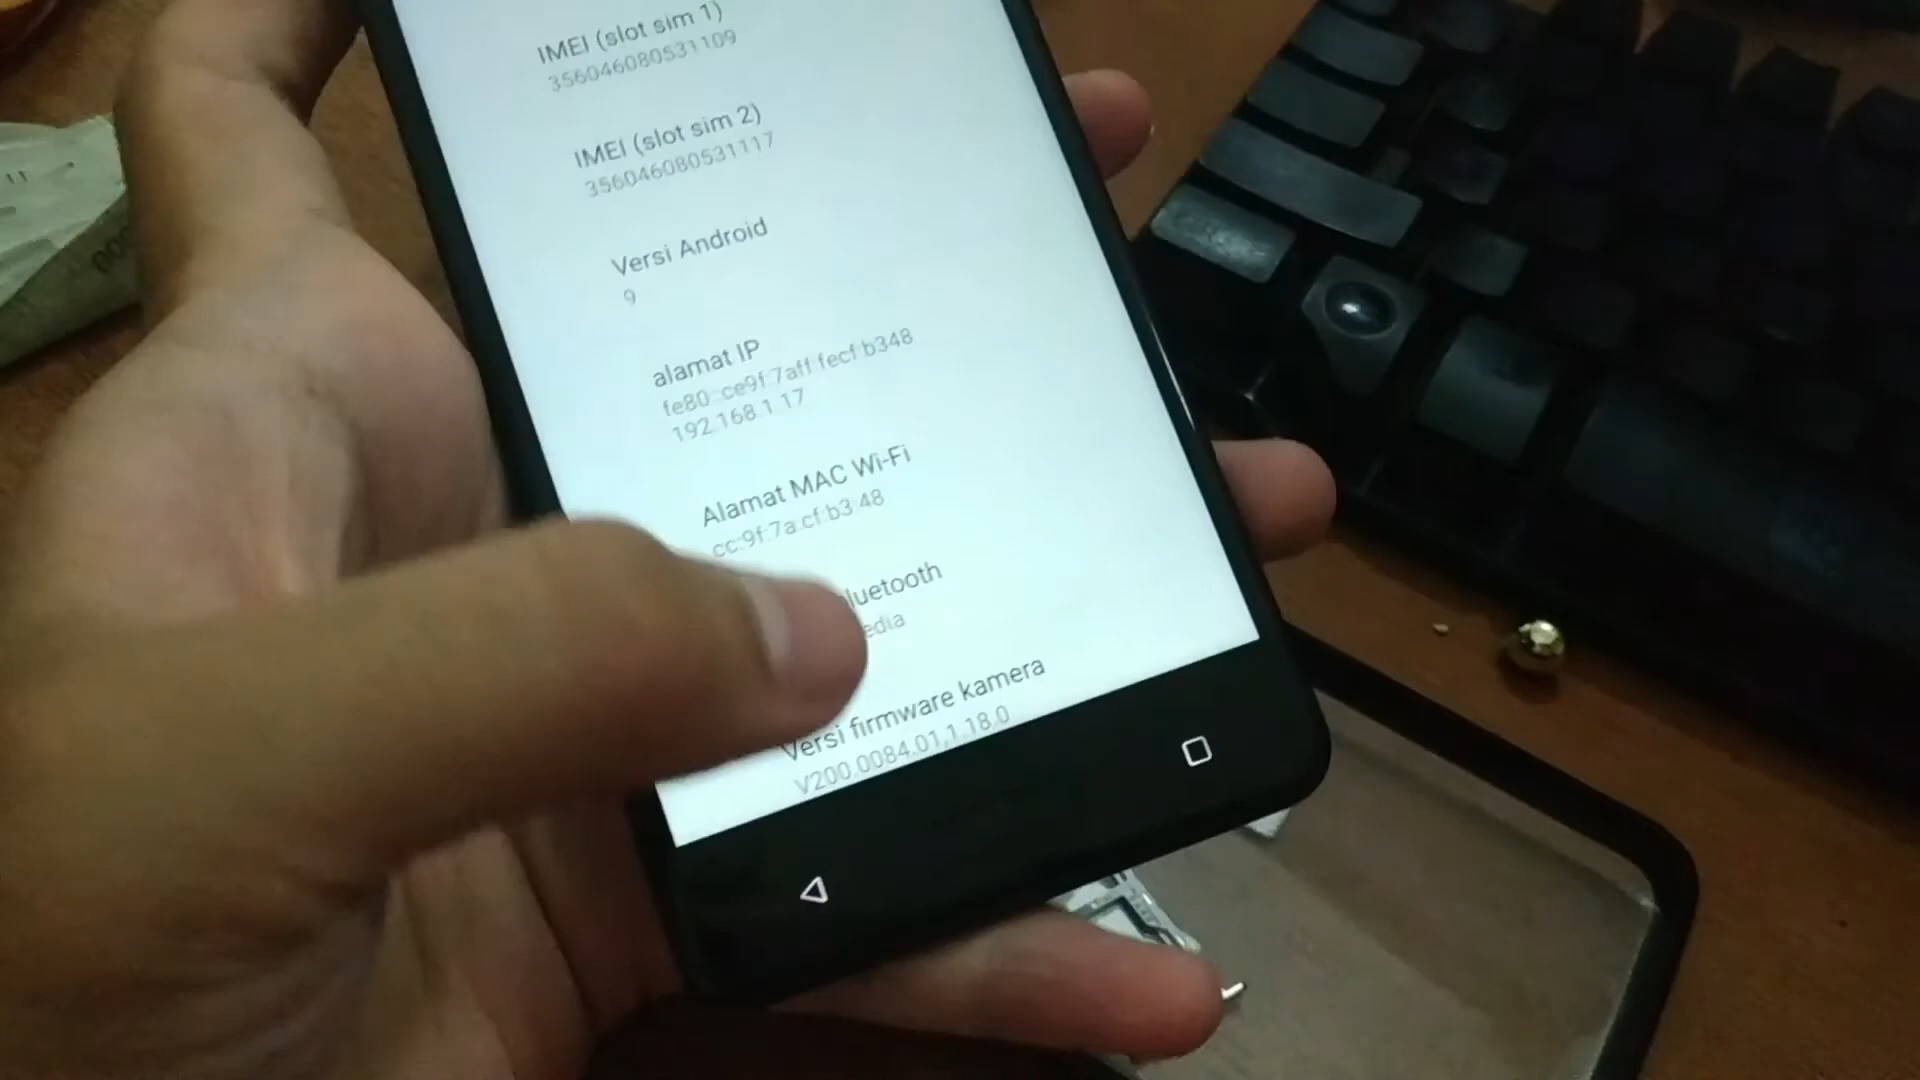 IMEI (slot sim 1)
356046080531109
IMEI (slot sim 2)
356046080531117
Versi Android
9
alamat IP
fe80::ce9f:7aff:fecf:b348
192.168.1.17
Alamat MAC Wi-Fi
cc:9f:7a:cf:b3:48
luetooth
edia
Versi firmware kamera
V200.0084.01,1.18.0